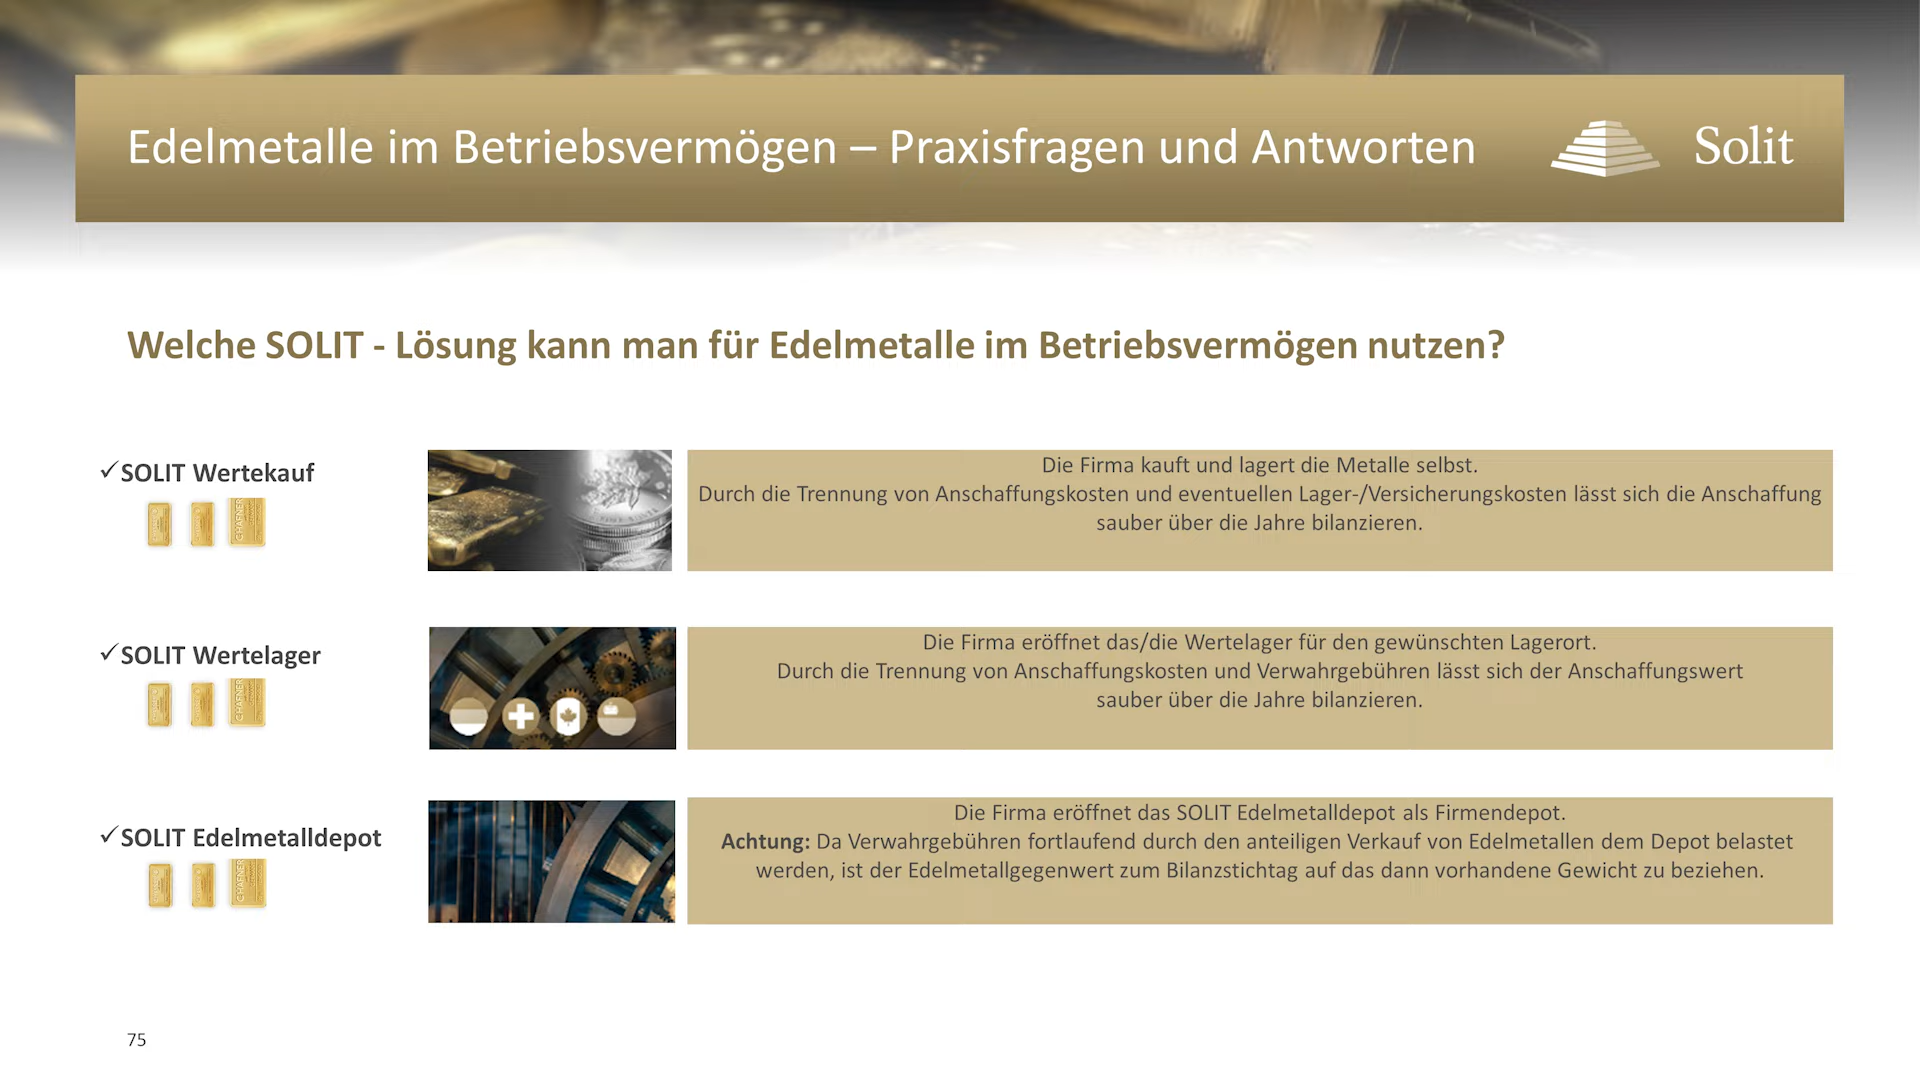 Edelmetalle im Betriebsvermögen – Praxisfragen und Antworten
Solit
Welche SOLIT - Lösung kann man für Edelmetalle im Betriebsvermögen nutzen?
✓SOLIT Wertekauf
Die Firma kauft und lagert die Metalle selbst.
Durch die Trennung von Anschaffungskosten und eventuellen Lager-/Versicherungskosten lässt sich die Anschaffung
sauber über die Jahre bilanzieren.
✓SOLIT Wertelager
Die Firma eröffnet das/die Wertelager für den gewünschten Lagerort.
Durch die Trennung von Anschaffungskosten und Verwahrgebühren lässt sich der Anschaffungswert
sauber über die Jahre bilanzieren.
✓SOLIT Edelmetalldepot
Die Firma eröffnet das SOLIT Edelmetalldepot als Firmendepot.
Achtung: Da Verwahrgebühren fortlaufend durch den anteiligen Verkauf von Edelmetallen dem Depot belastet
werden, ist der Edelmetallgegenwert zum Bilanzstichtag auf das dann vorhandene Gewicht zu beziehen.
75